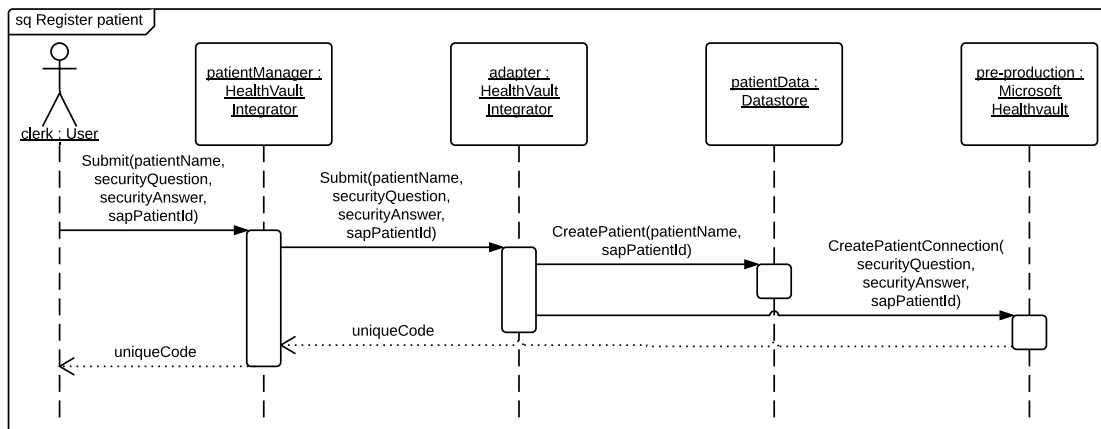 sq Register patient
clerk : User
patientManager :
HealthVault
Integrator
adapter :
HealthVault
Integrator
patientData :
Datastore
pre-production :
Microsoft
Healthvault
Submit(patientName,
securityQuestion,
securityAnswer,
sapPatientId)
Submit(patientName,
securityQuestion,
securityAnswer,
sapPatientId)
CreatePatient(patientName,
sapPatientId)
CreatePatientConnection(
securityQuestion,
securityAnswer,
sapPatientId)
uniqueCode
uniqueCode